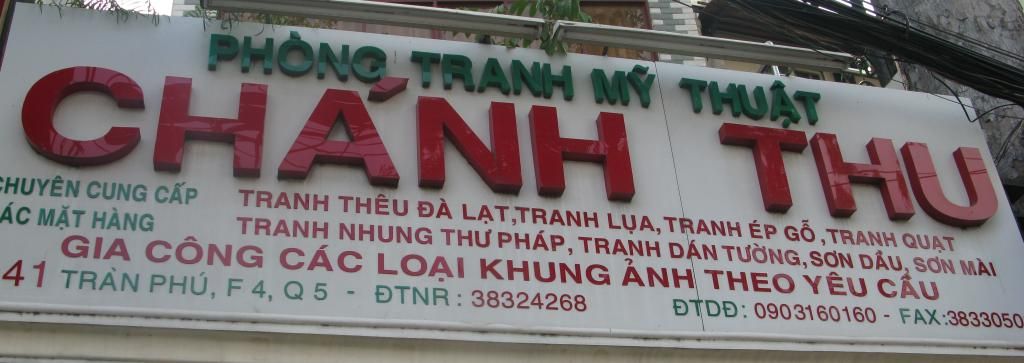 PHÒNG TRANH MỸ THUẬT
CHÁNH THU
CHUYÊN CUNG CẤP
ÁC MẶT HÀNG
TRANH THÊU ĐÀ LẠT,TRANH LỤA, TRANH ÉP GỖ ,TRANH QUẠT
TRANH NHUNG THƯ PHÁP, TRANH DÁN TƯỜNG, SƠN DẦU, SƠN MÀI
GIA CÔNG CÁC LOẠI KHUNG ẢNH THEO YÊU CẦU
41 TRẦN PHÚ, F 4, Q 5 - ĐTNR : 38324268 ĐTDĐ: 0903160160 - FAX:3833050